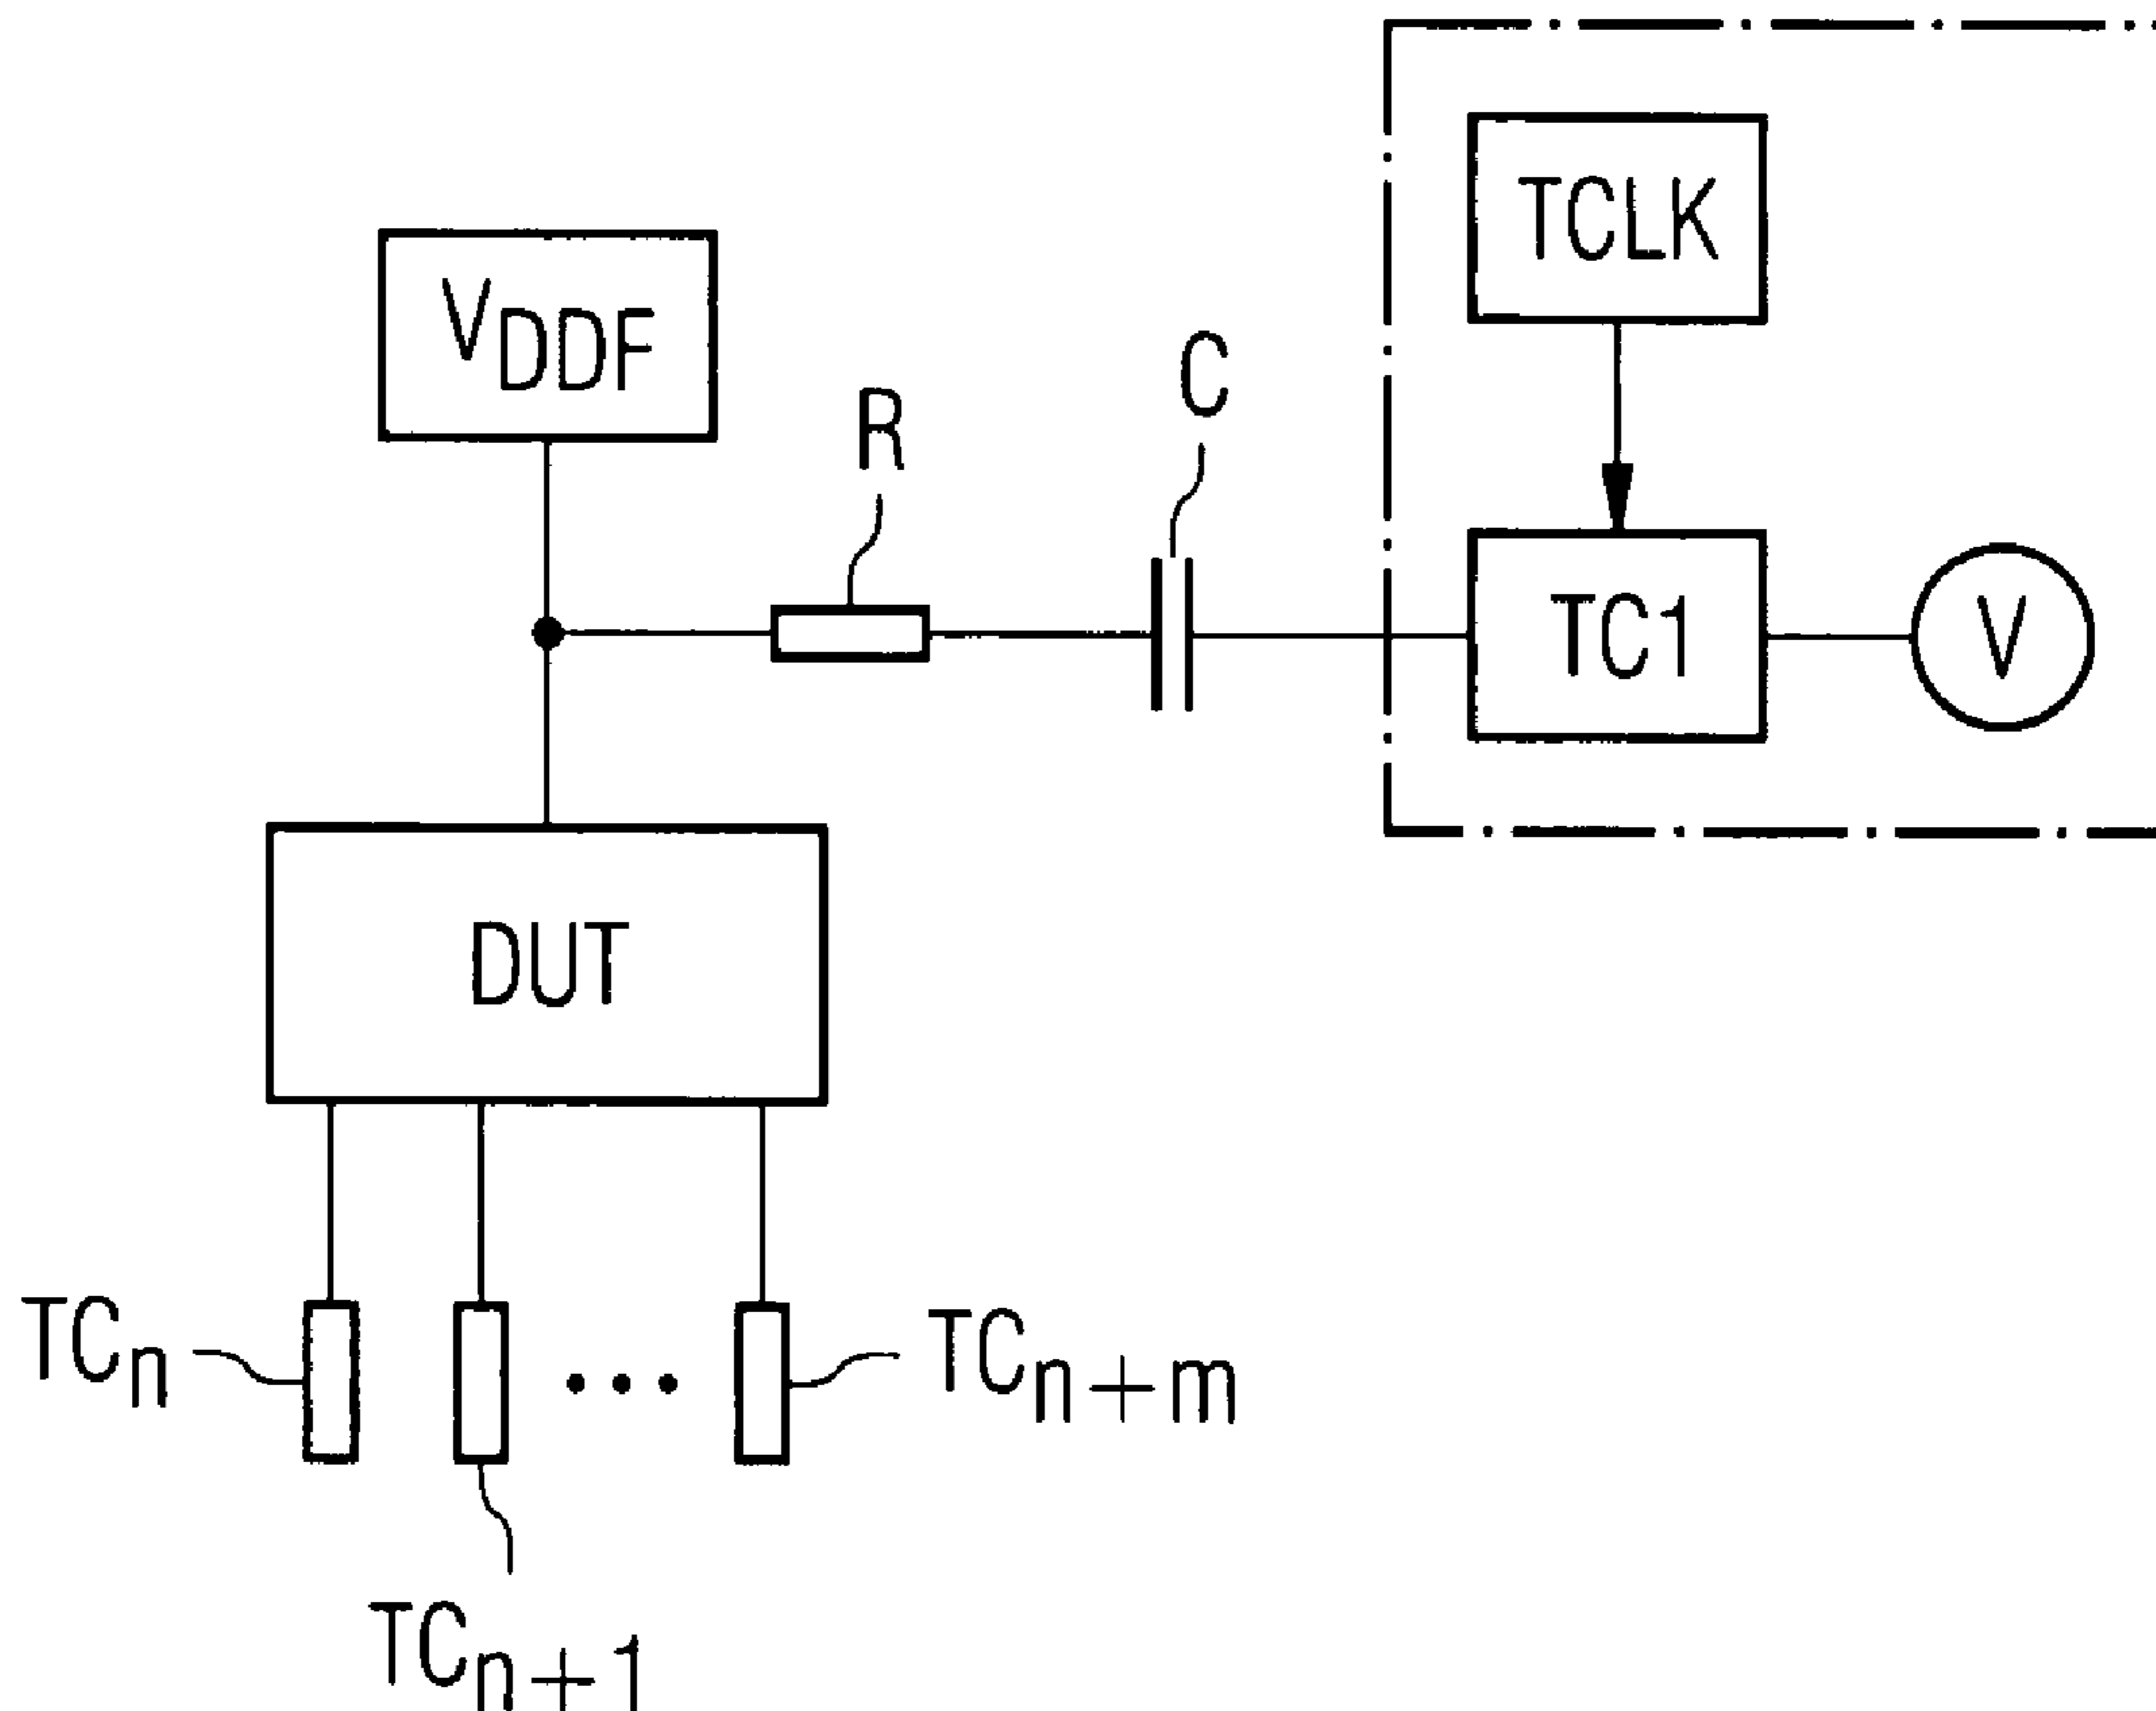 TCLK
VDDF
C
R
TC1
V
DUT
TCn
TCn+m
TCn+1